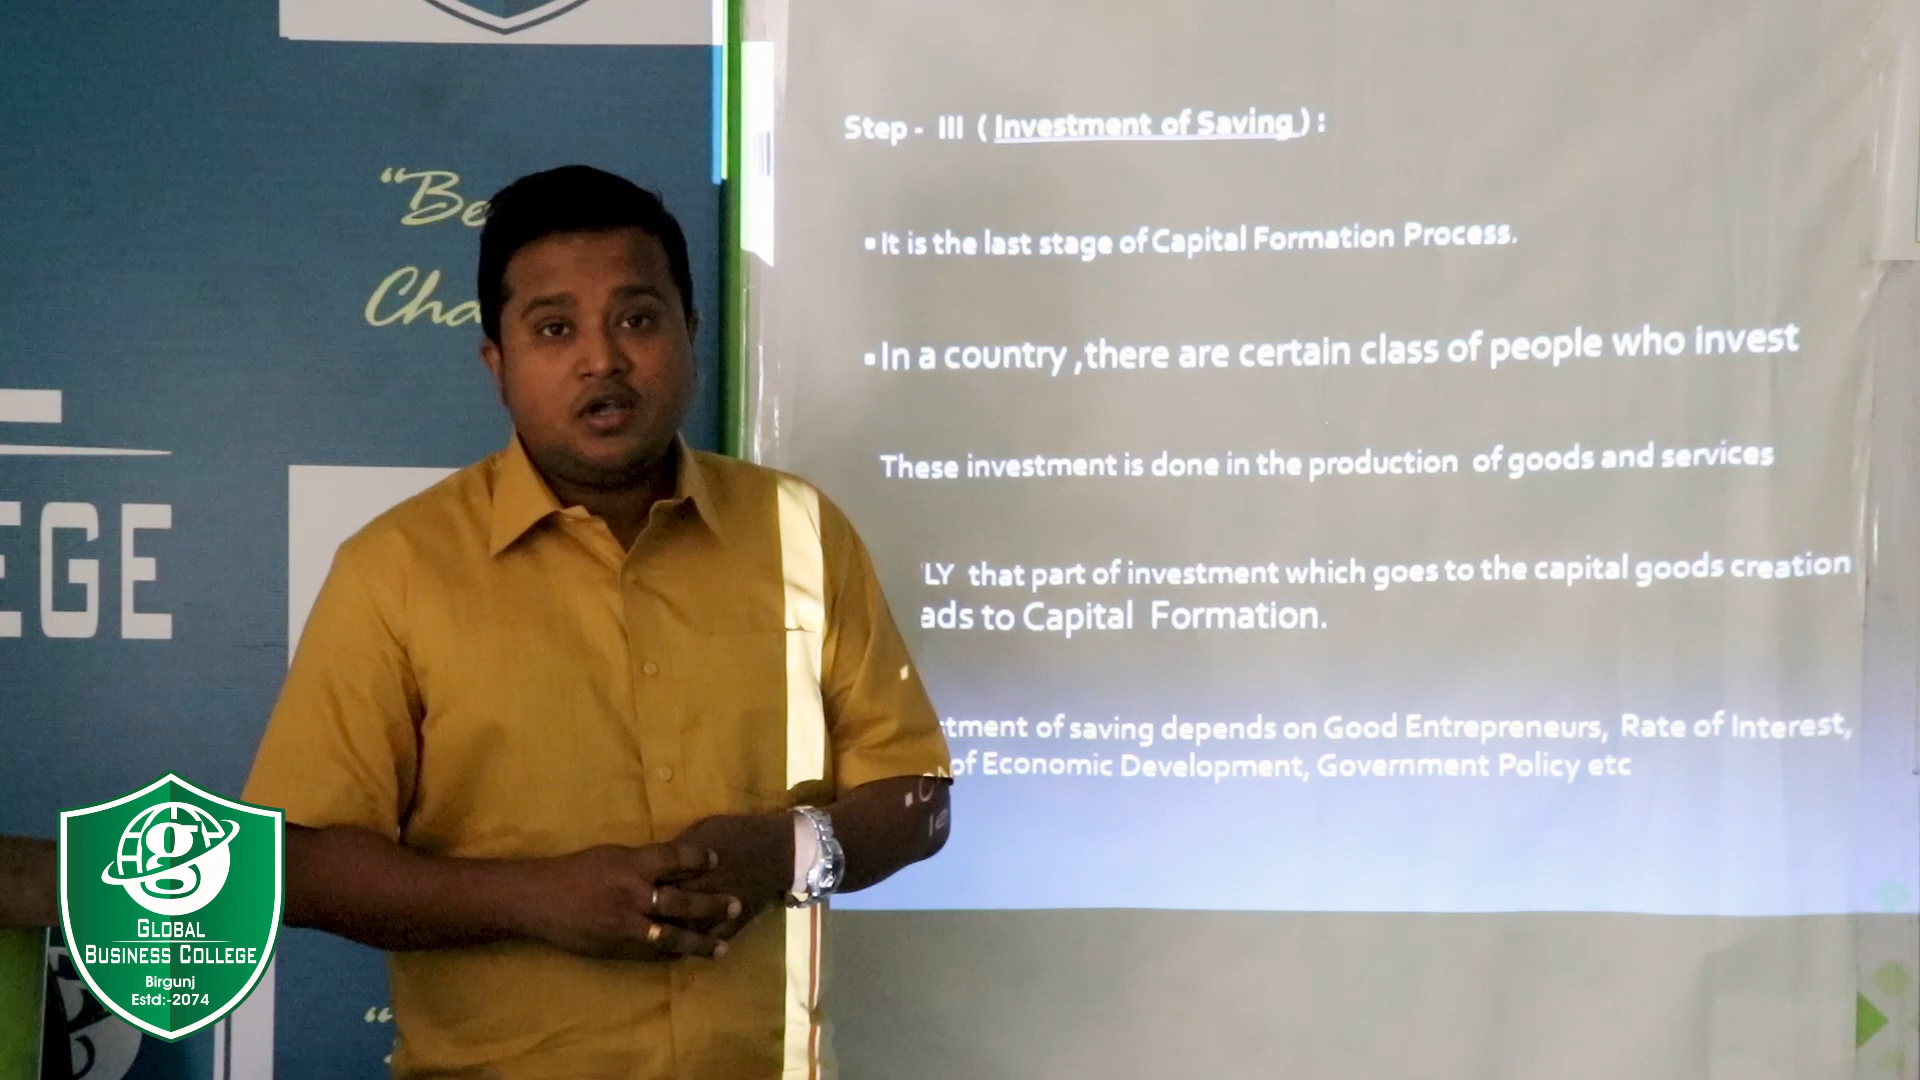 "Be
Cha
EGE
Step - III ( Investment of Saving ) :
▪It is the last stage of Capital Formation Process.
▪In a country ,there are certain class of people who invest
These investment is done in the production of goods and services
LY that part of investment which goes to the capital goods creation
ads to Capital Formation.
tment of saving depends on Good Entrepreneurs, Rate of Interest,
of Economic Development, Government Policy etc
g
GLOBAL
BUSINESS COLLEGE
Birgunj
Estd:-2074